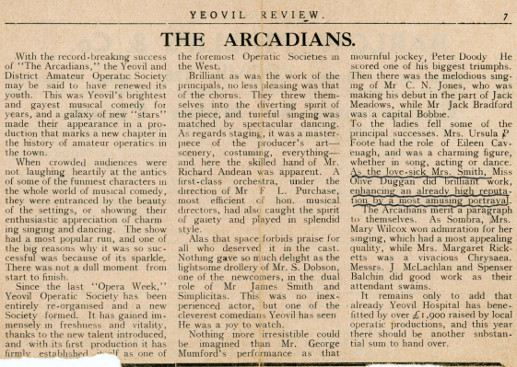 YEOVIL REVIEW.
7
THE ARCADIANS.
With the record-breaking success
of "The Arcadians," the Yeovil and
District Amateur Operatic Society
may be said to have renewed its
youth. This was Yeovil's brightest
and gayest musical comedy for
years, and a galaxy of new "stars"
made their appearance in a pro-
duction that marks a new chapter in
the history of amateur operatics in
the town.
When crowded audiences were
not laughing heartily at the antics
of some of the funniest characters in
the whole world of musical comedy,
they were entranced by the beauty
of the settings, or showing their
enthusiastic appreciation of charm-
ing singing and dancing. The show
had a most popular run, and one of
the big reasons why it was so suc-
cessful was because of its sparkle.
There was not a dull moment from
start to finish.
Since the last "Opera Week,"
Yeovil Operatic Society has been
entirely re-organised and a new
Society formed. It has gained im-
mensely in freshness and vitality,
thanks to the new talent introduced,
and with its first production it has
firmly established as one of
the foremost Operatic Societies in
the West.
Brilliant as was the work of the
principals, no less pleasing was that
of the chorus. They threw them-
selves into the diverting spirit of
the piece, and tuneful singing was
matched by spectacular dancing.
As regards staging, it was a master-
piece of the producer's art—
scenery, costuming, everything—
and here the skilled hand of Mr.
Richard Andean was apparent. A
first-class orchestra, under the
direction of Mr F L. Purchase,
most efficient of hon. musical
directors, had also caught the spirit
of gaiety and played in splendid
style.
Alas that space forbids praise for
all who deserved it in the cast.
Nothing gave so much delight as the
lightsome drollery of Mr. S. Dobson,
one of the newcomers, in the dual
role of Mr James Smith and
Simplicitas. This was no inex-
perienced actor, but one of the
cleverest comedians Yeovil has seen
He was a joy to watch.
Nothing more irresistible could
be imagined than Mr. George
Mumford's performance as that
mournful jockey, Peter Doody He
scored one of his biggest triumphs.
Then there was the melodious sing-
ing of Mr C. N. Jones, who was
making his debut in the part of Jack
Meadows, while Mr Jack Bradford
was a capital Bobbe.
To the ladies fell some of the
principal successes. Mrs. Ursula P
Foote had the role of Eileen Cav-
enagh, and was a charming figure,
whether in song, acting or dance.
As the love-sick Mrs. Smith, Miss
Olive Duggan did brilliant work,
enhancing an already high reputa-
tion by a most amusing portrayal.
The Arcadians merit a paragraph
to themselves. As Sombra, Mrs.
Mary Wilcox won admiration for her
singing, which had a most appealing
quality, while Mrs. Margaret Rick-
etts was a vivacious Chrysaea.
Messrs. J McLachlan and Spenser
Balchin did good work as their
attendant swains.
It remains only to add that
already Yeovil Hospital has bene-
fitted by over £1,900 raised by local
operatic productions, and this year
there should be another substan-
tial sum to hand over.